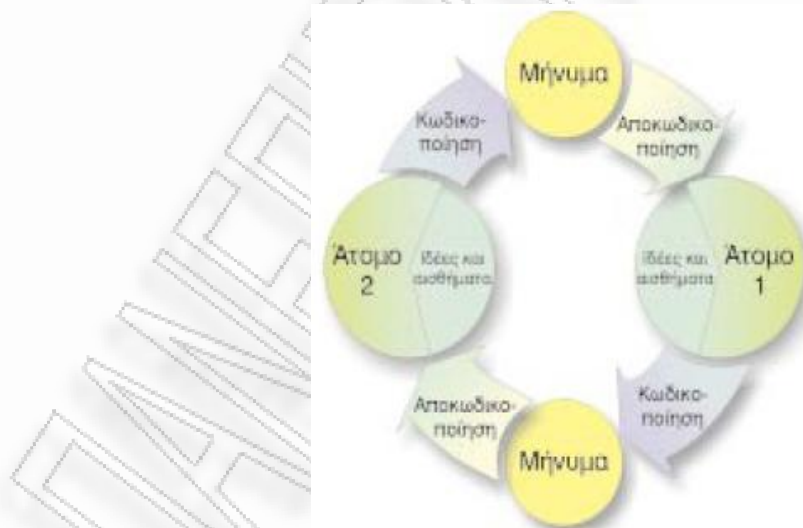 Μήνυμα
Κωδικο-
ποίηση
Αποκωδικο-
ποίηση
Άτομο
2
Ιδέες και
αισθήματα
Ιδέες και
αισθήματα
Άτομο
1
Αποκωδικο-
ποίηση
Κωδικο-
ποίηση
Μήνυμα